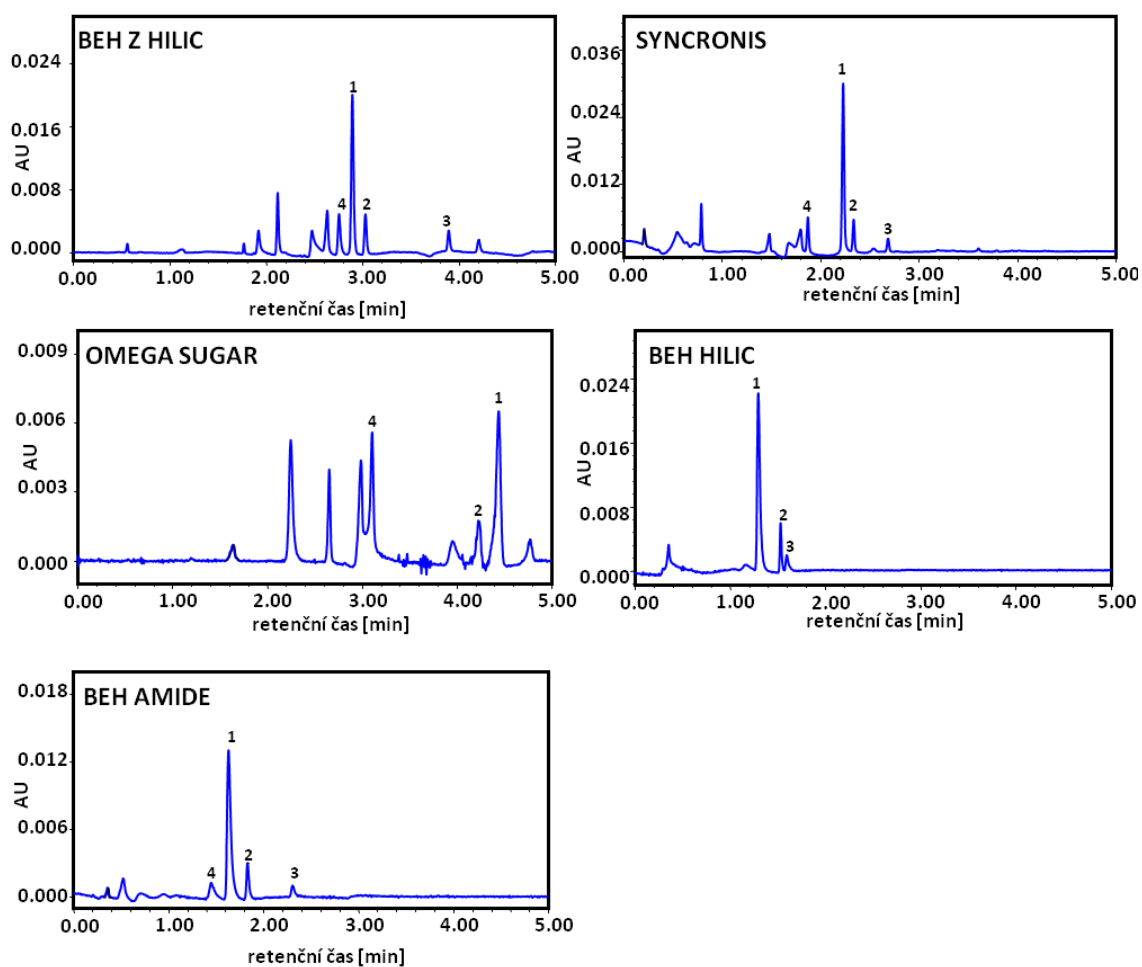 BEH Z HILIC
0.024
0.016
0.008
0.000
AU
1
4
2
3
0.00 1.00 2.00 3.00 4.00 5.00
retenční čas [min]
SYNCRONIS
0.036
0.024
0.012
0.000
AU
1
4
2
3
0.00 1.00 2.00 3.00 4.00 5.00
retenční čas [min]
OMEGA SUGAR
0.009
0.006
0.003
0.000
AU
1
4
2
0.00 1.00 2.00 3.00 4.00 5.00
retenční čas [min]
BEH HILIC
0.024
0.016
0.008
0.000
AU
1
2
3
0.00 1.00 2.00 3.00 4.00 5.00
retenční čas [min]
BEH AMIDE
0.018
0.012
0.006
0.000
AU
1
4
2
3
0.00 1.00 2.00 3.00 4.00 5.00
retenční čas [min]